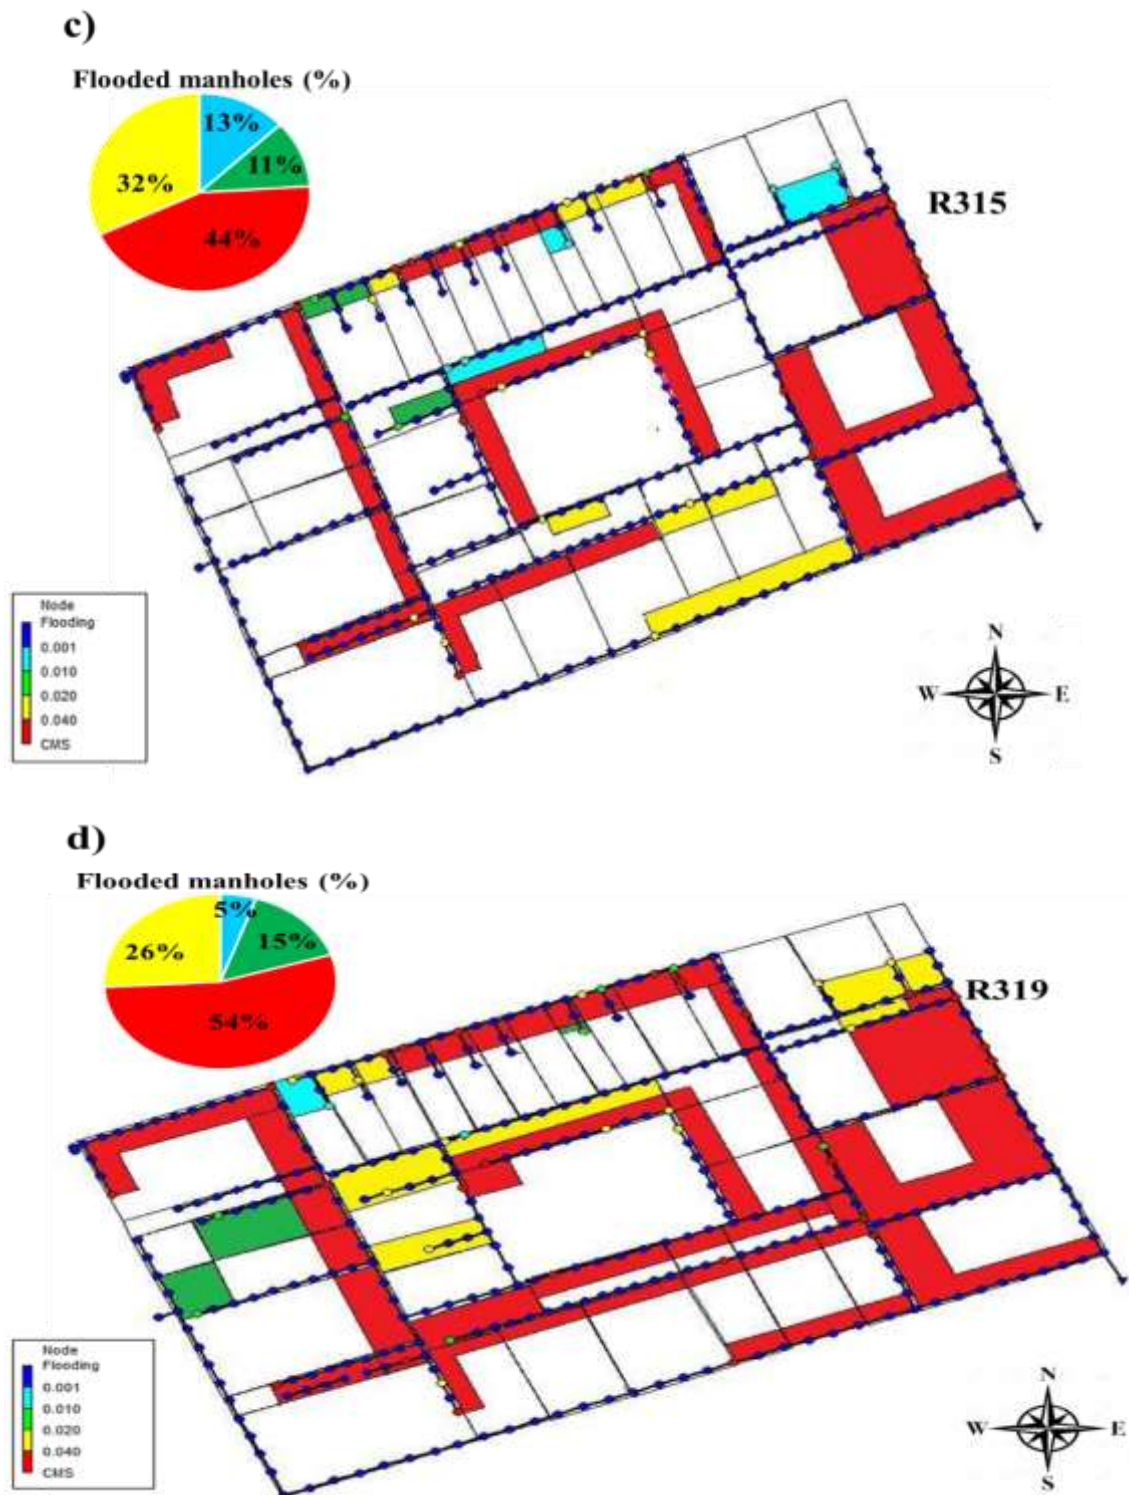 c)
Flooded manholes (%)
13%
11%
32%
44%
R315
Node
Flooding
0.001
0.010
0.020
0.040
CMS
N
W E
S
d)
Flooded manholes (%)
5%
15%
26%
54%
R319
Node
Flooding
0.001
0.010
0.020
0.040
CMS
N
W E
S